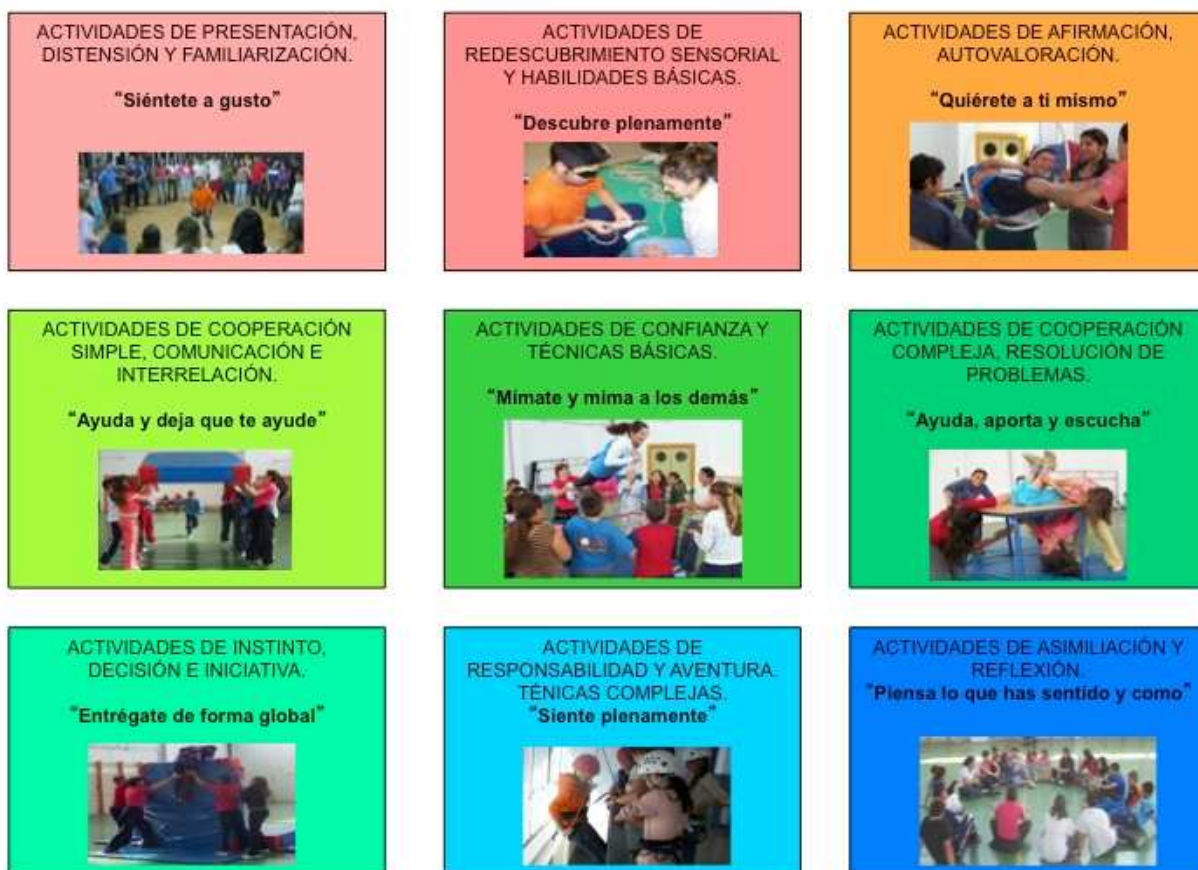 ACTIVIDADES DE PRESENTACIÓN,
DISTENSIÓN Y FAMILIARIZACIÓN.
“Siéntete a gusto”
ACTIVIDADES DE
REDESCUBRIMIENTO SENSORIAL
Y HABILIDADES BÁSICAS.
“Descubre plenamente”
ACTIVIDADES DE AFIRMACIÓN,
AUTOVALORACIÓN.
“Quiérete a ti mismo”
ACTIVIDADES DE COOPERACIÓN
SIMPLE, COMUNICACIÓN E
INTERRELACIÓN.
“Ayuda y deja que te ayude”
ACTIVIDADES DE CONFIANZA Y
TÉCNICAS BÁSICAS.
“Mímate y mima a los demás”
ACTIVIDADES DE COOPERACIÓN
COMPLEJA, RESOLUCIÓN DE
PROBLEMAS.
“Ayuda, aporta y escucha”
ACTIVIDADES DE INSTINTO,
DECISIÓN E INICIATIVA.
“Entrégate de forma global”
ACTIVIDADES DE
RESPONSABILIDAD Y AVENTURA.
TÉNICAS COMPLEJAS.
“Siente plenamente”
ACTIVIDADES DE ASIMILIACIÓN Y
REFLEXIÓN.
“Piensa lo que has sentido y como”